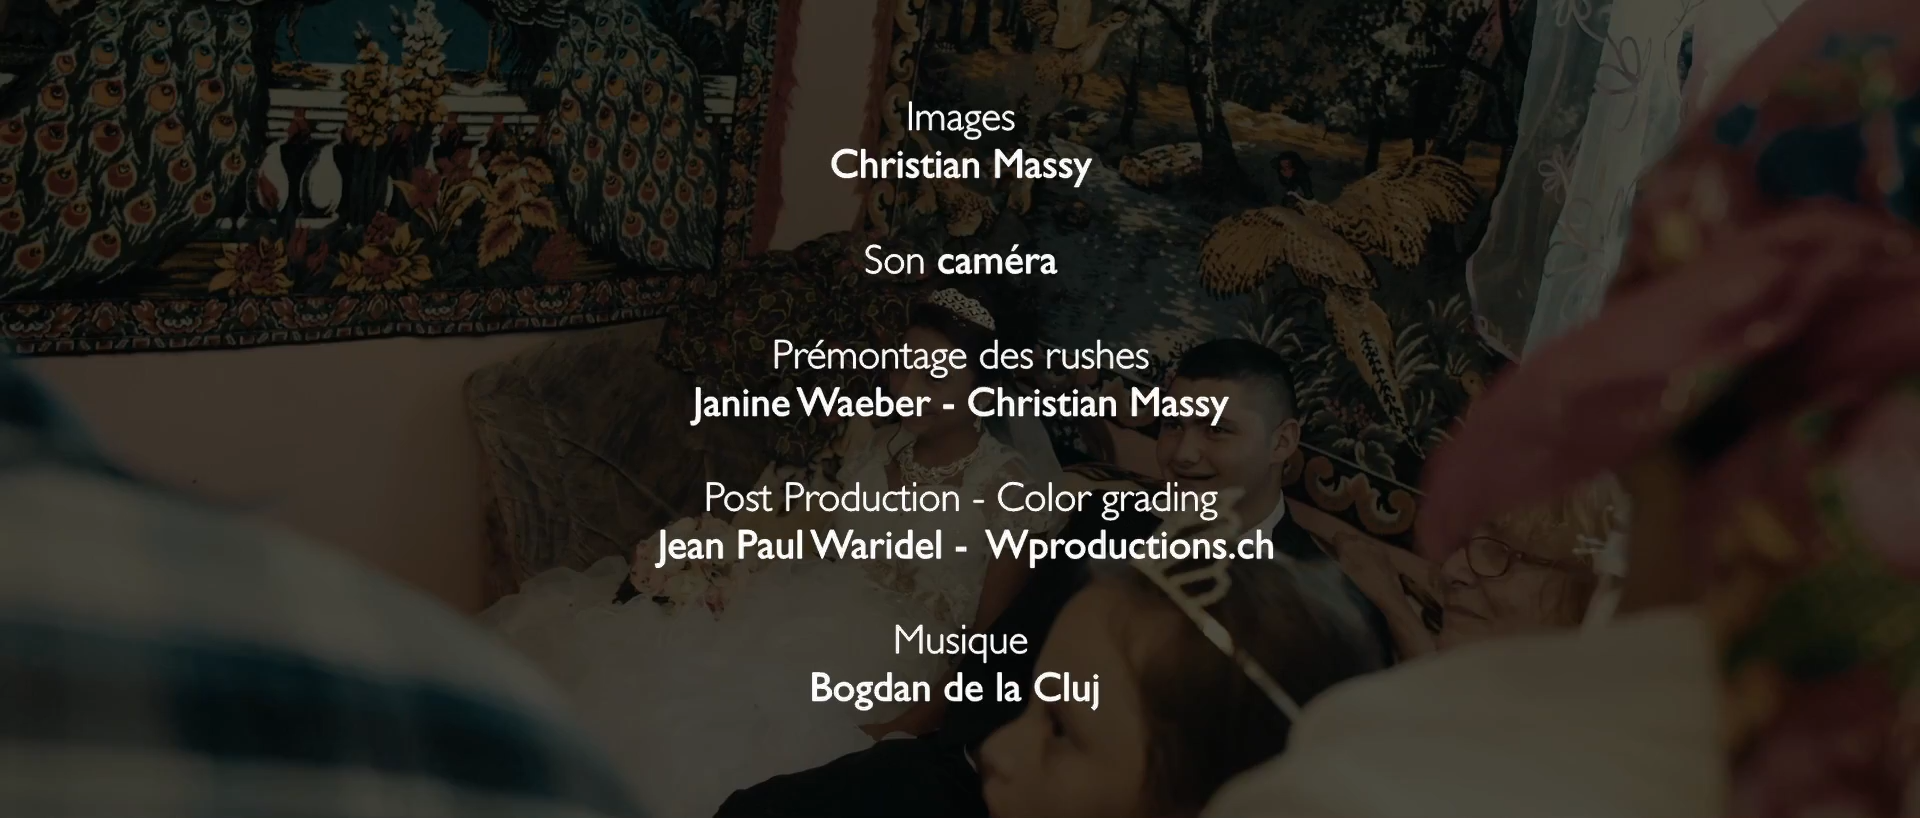 Images
Christian Massy
Son caméra
Prémontage des rushes
Janine Waeber - Christian Massy
Post Production - Color grading
Jean Paul Waridel - Wproductions.ch
Musique
Bogdan de la Cluj